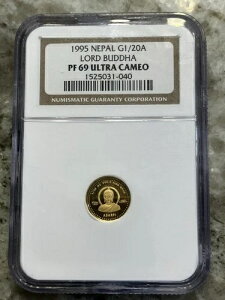 1995 NEPAL G1/20A
LORD BUDDHA
PF 69 ULTRA CAMEO
1525031-040
NUMISMATIC GUARANTY CORPORATION